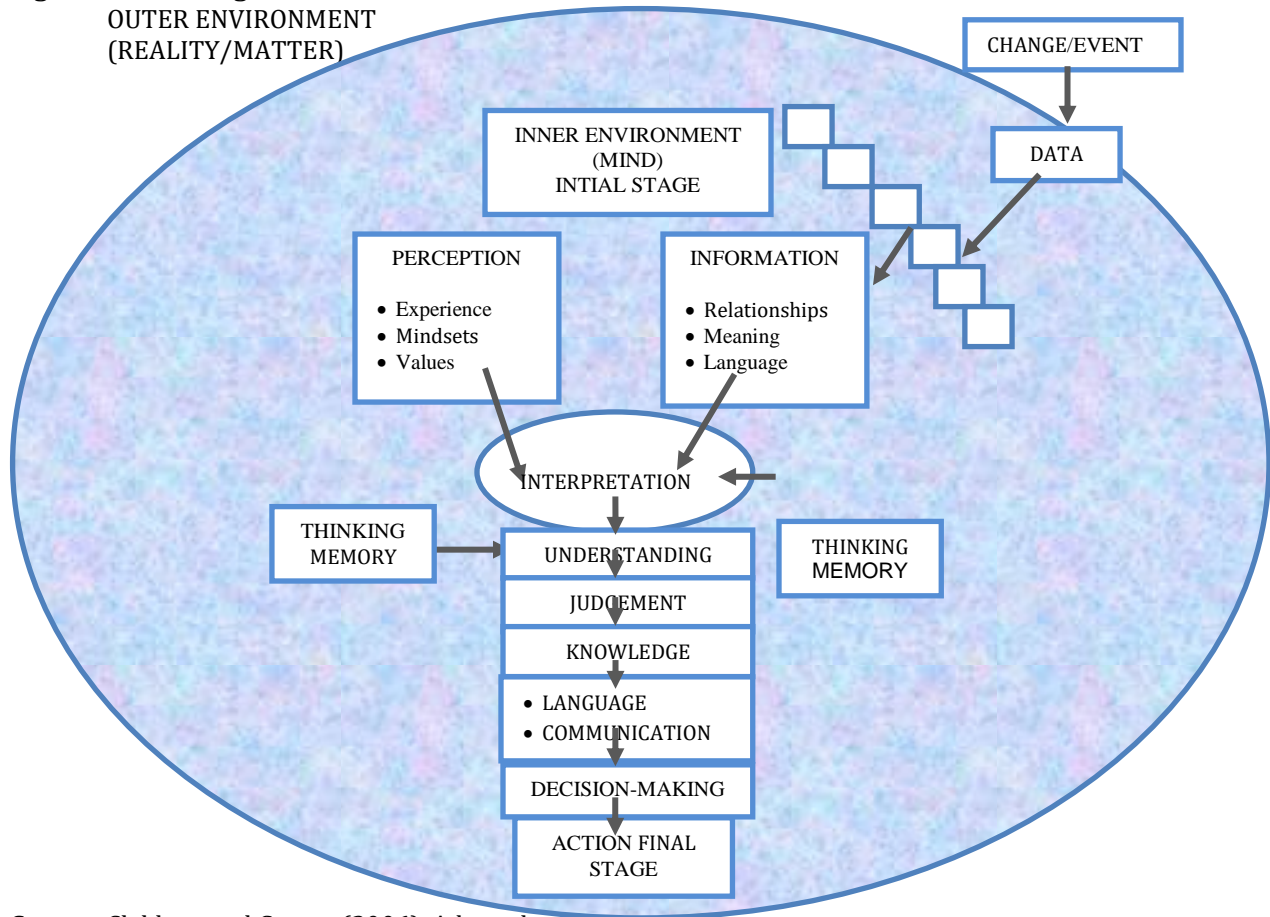 OUTER ENVIRONMENT
(REALITY/MATTER)
CHANGE/EVENT
DATA
INNER ENVIRONMENT
(MIND)
INTIAL STAGE
PERCEPTION
• Experience
• Mindsets
• Values
INFORMATION
• Relationships
• Meaning
• Language
INTERPRETATION
THINKING
MEMORY
UNDERSTANDING
THINKING
MEMORY
JUDGEMENT
KNOWLEDGE
• LANGUAGE
• COMMUNICATION
DECISION-MAKING
ACTION FINAL
STAGE